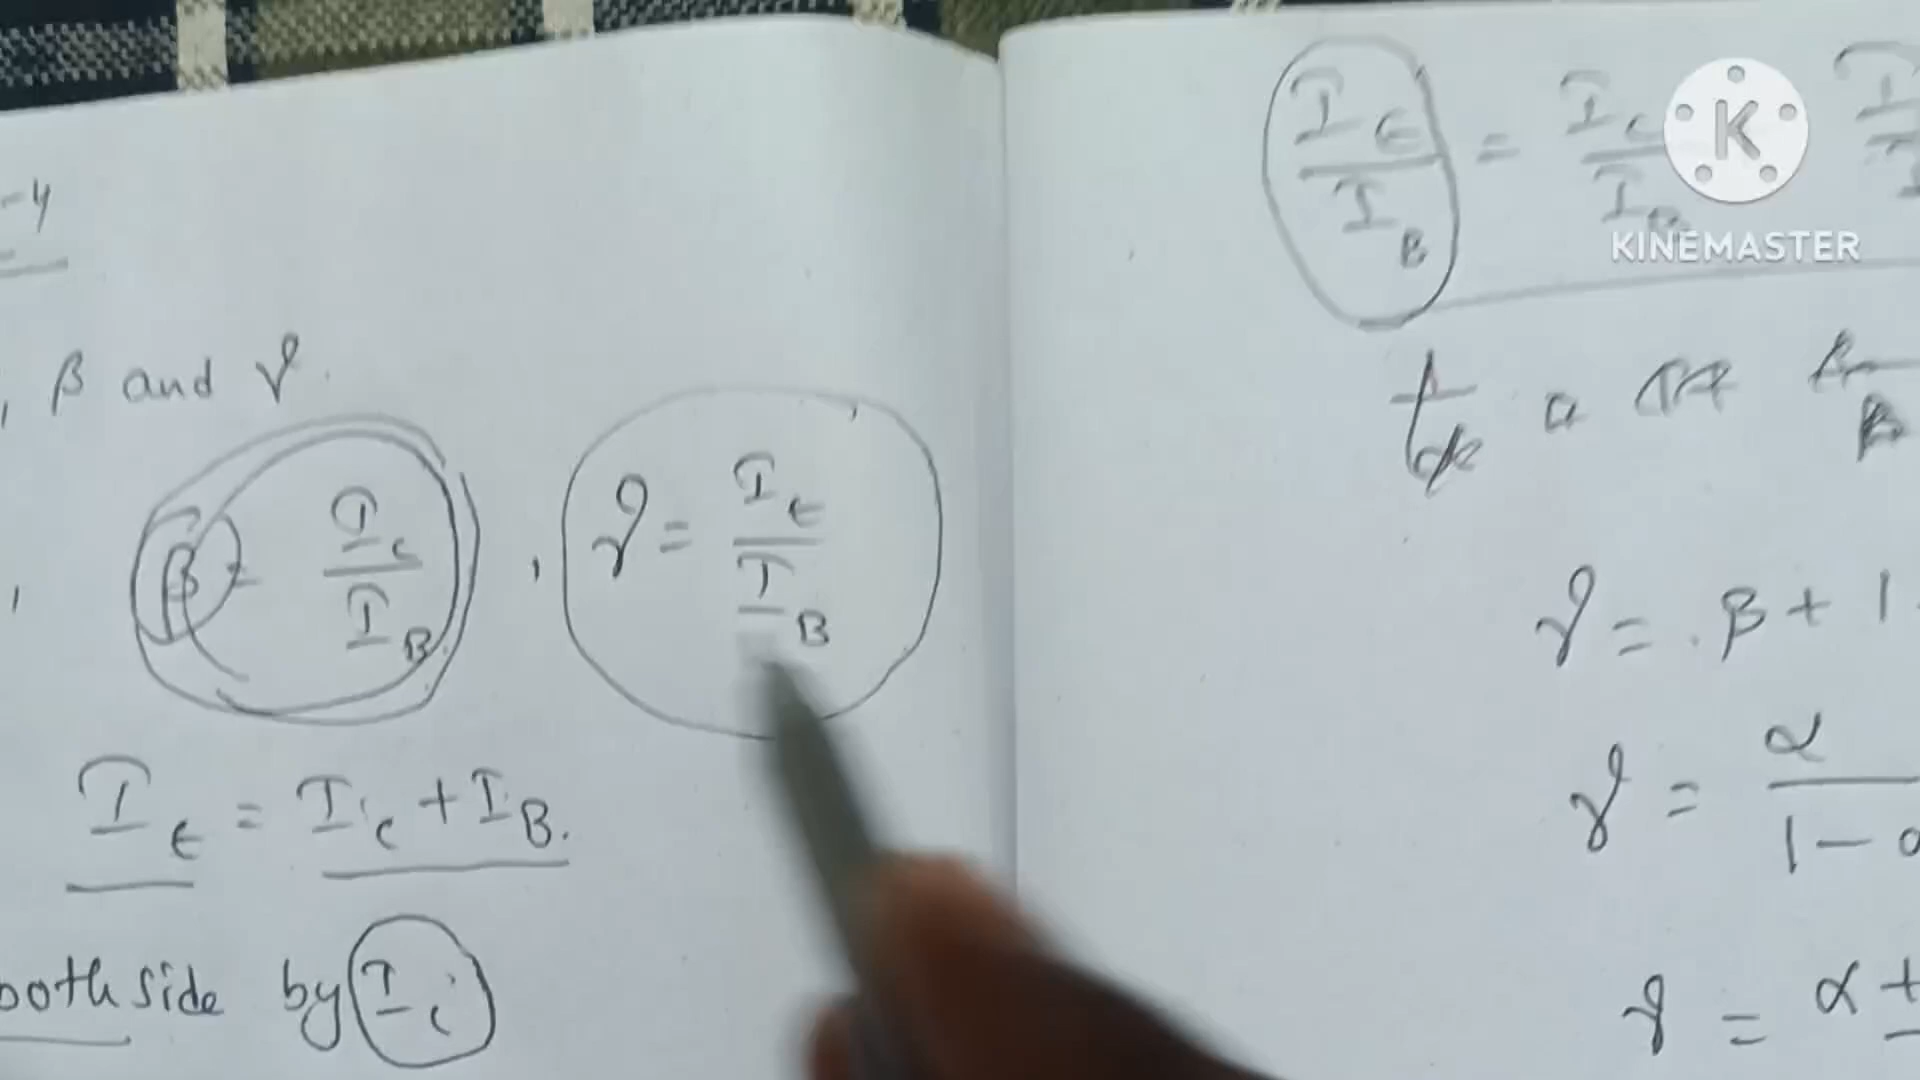 -4
, β and γ.
, β = I_C/I_B , γ = I_E/I_B
I_E = I_C + I_B.
both side by I_C
I_E/I_B = I_C/I_B
KINEMASTER
γ = β + 1
γ = α/1-α
γ = α +